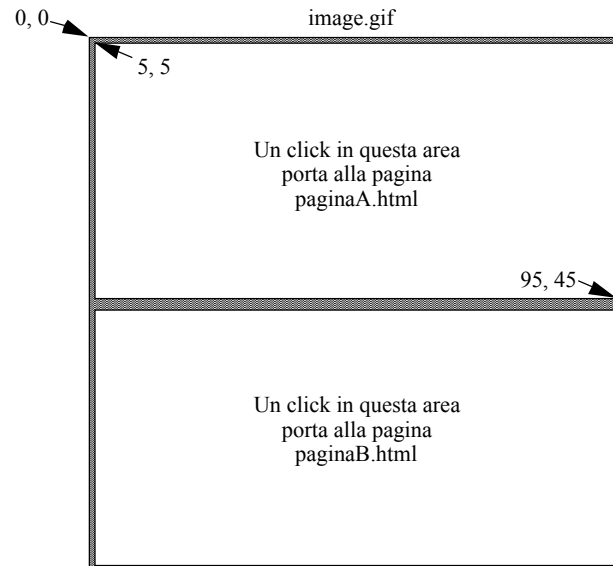 0, 0
image.gif
5, 5
Un click in questa area
porta alla pagina
paginaA.html
95, 45
Un click in questa area
porta alla pagina
paginaB.html